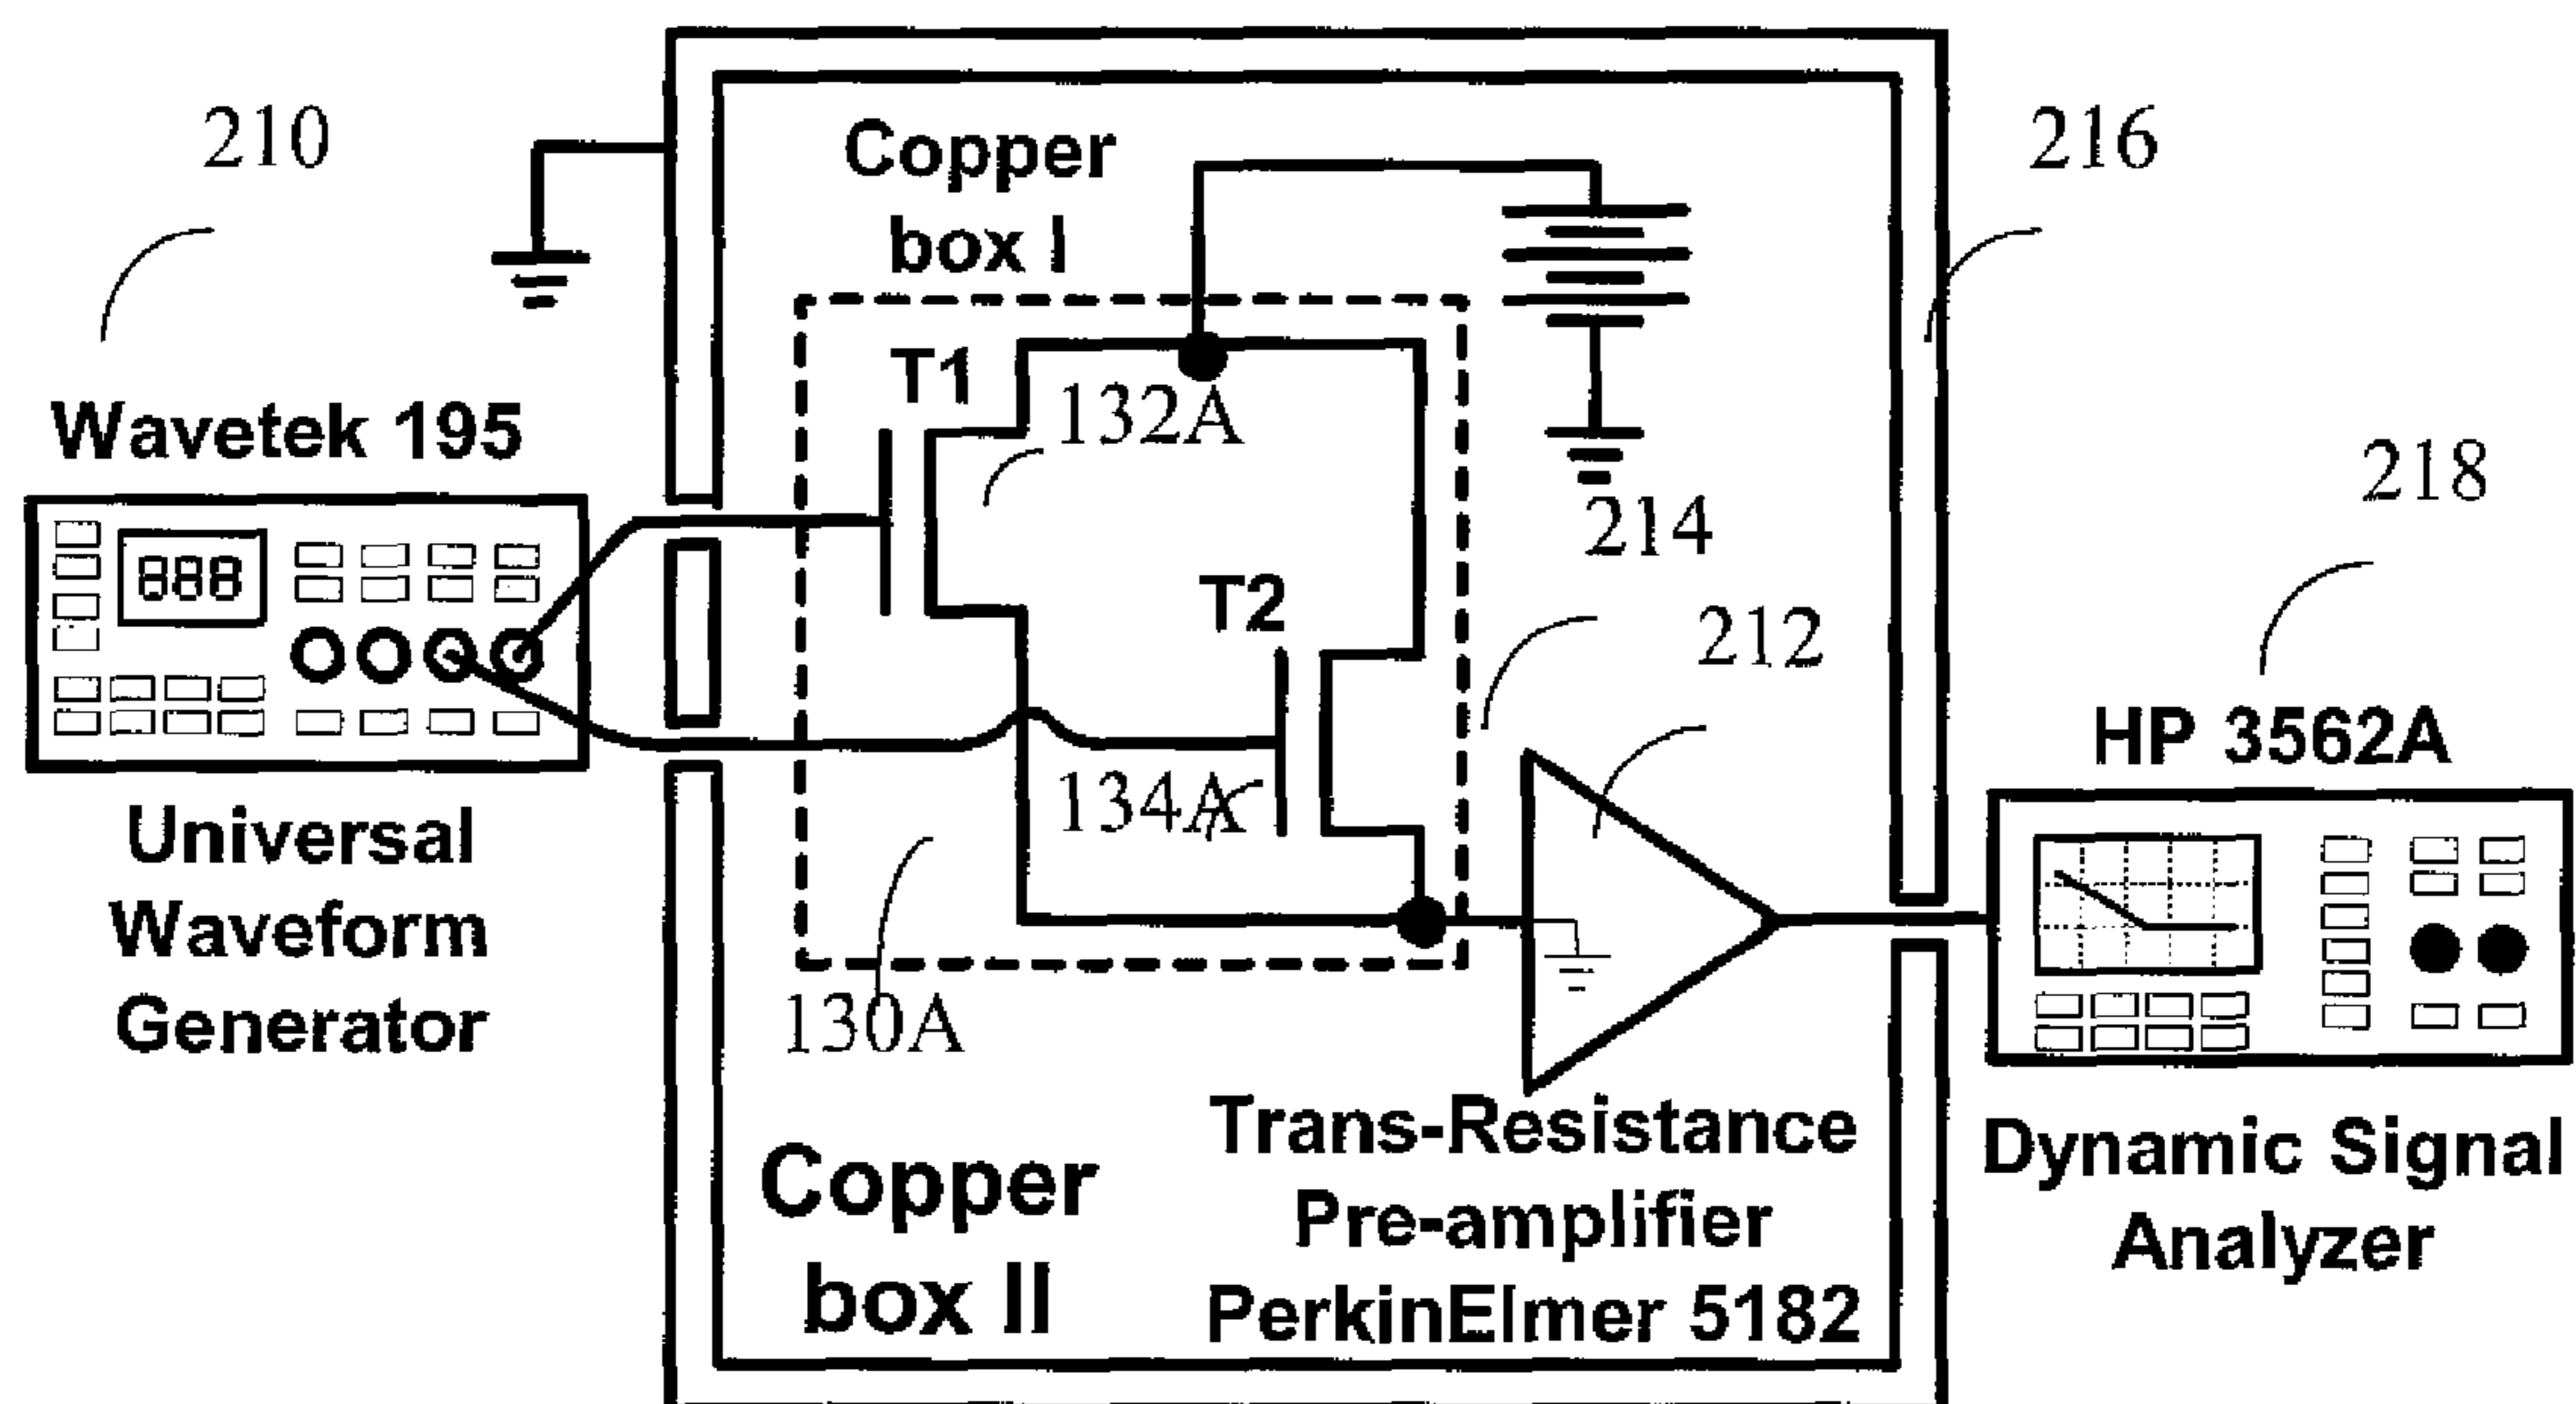 210
Copper
box I
216
T1
132A
Wavetek 195
218
888
214
T2
212
HP 3562A
134A
Universal
Waveform
Generator
130A
Trans-Resistance
Pre-amplifier
PerkinElmer 5182
Dynamic Signal
Analyzer
Copper
box II